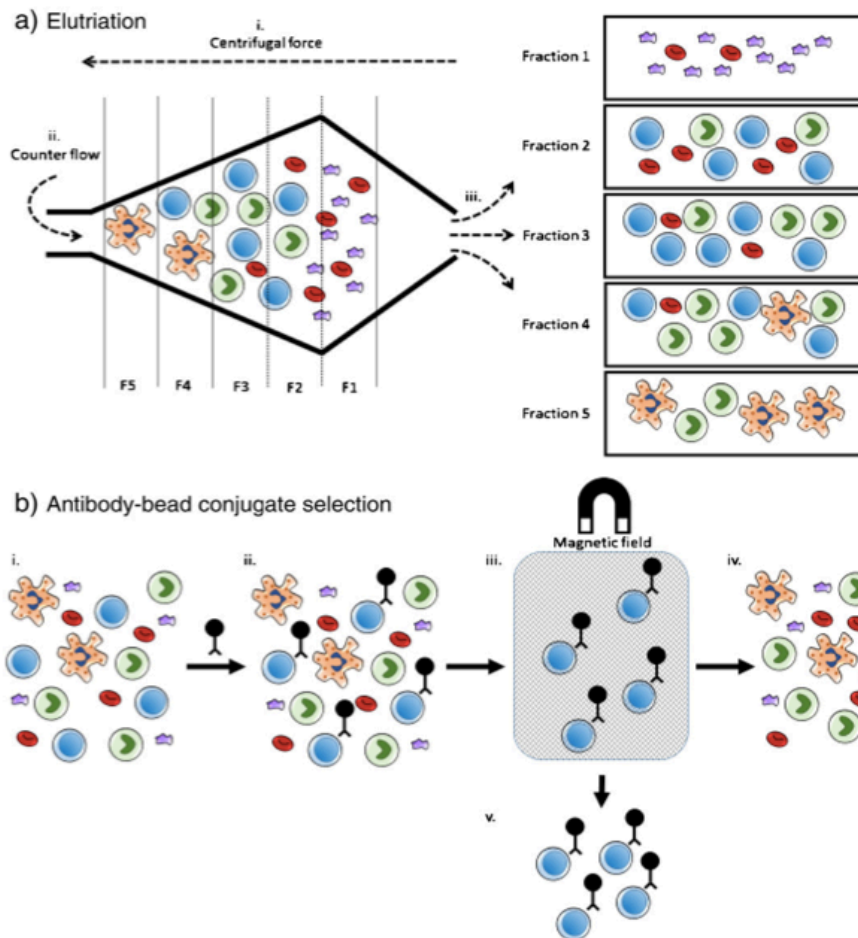 a) Elutriation
i.
Centrifugal force
ii.
Counter flow
iii.
F5 F4 F3 F2 F1
Fraction 1
Fraction 2
Fraction 3
Fraction 4
Fraction 5
b) Antibody-bead conjugate selection
i.
ii.
Magnetic field
iii.
iv.
v.